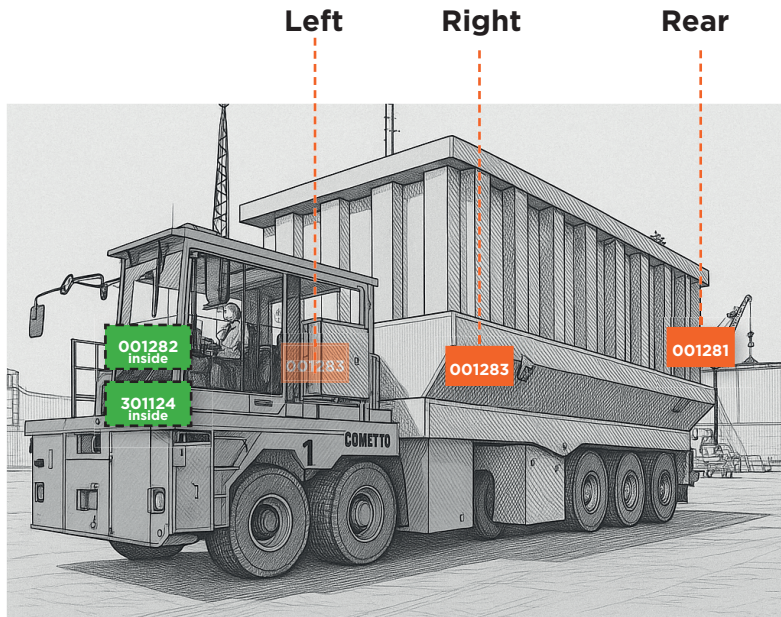 Left Right Rear
001282
inside
001283
001283
001281
301124
inside
1
COMETTO